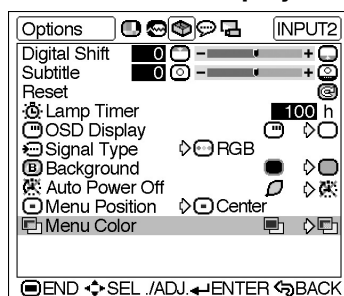 Options INPUT2
Digital Shift 0 - +
Subtitle 0 - +
Reset
Lamp Timer 100 h
OSD Display
Signal Type RGB
B Background
Auto Power Off
Menu Position Center
Menu Color
END SEL./ADJ. ENTER BACK